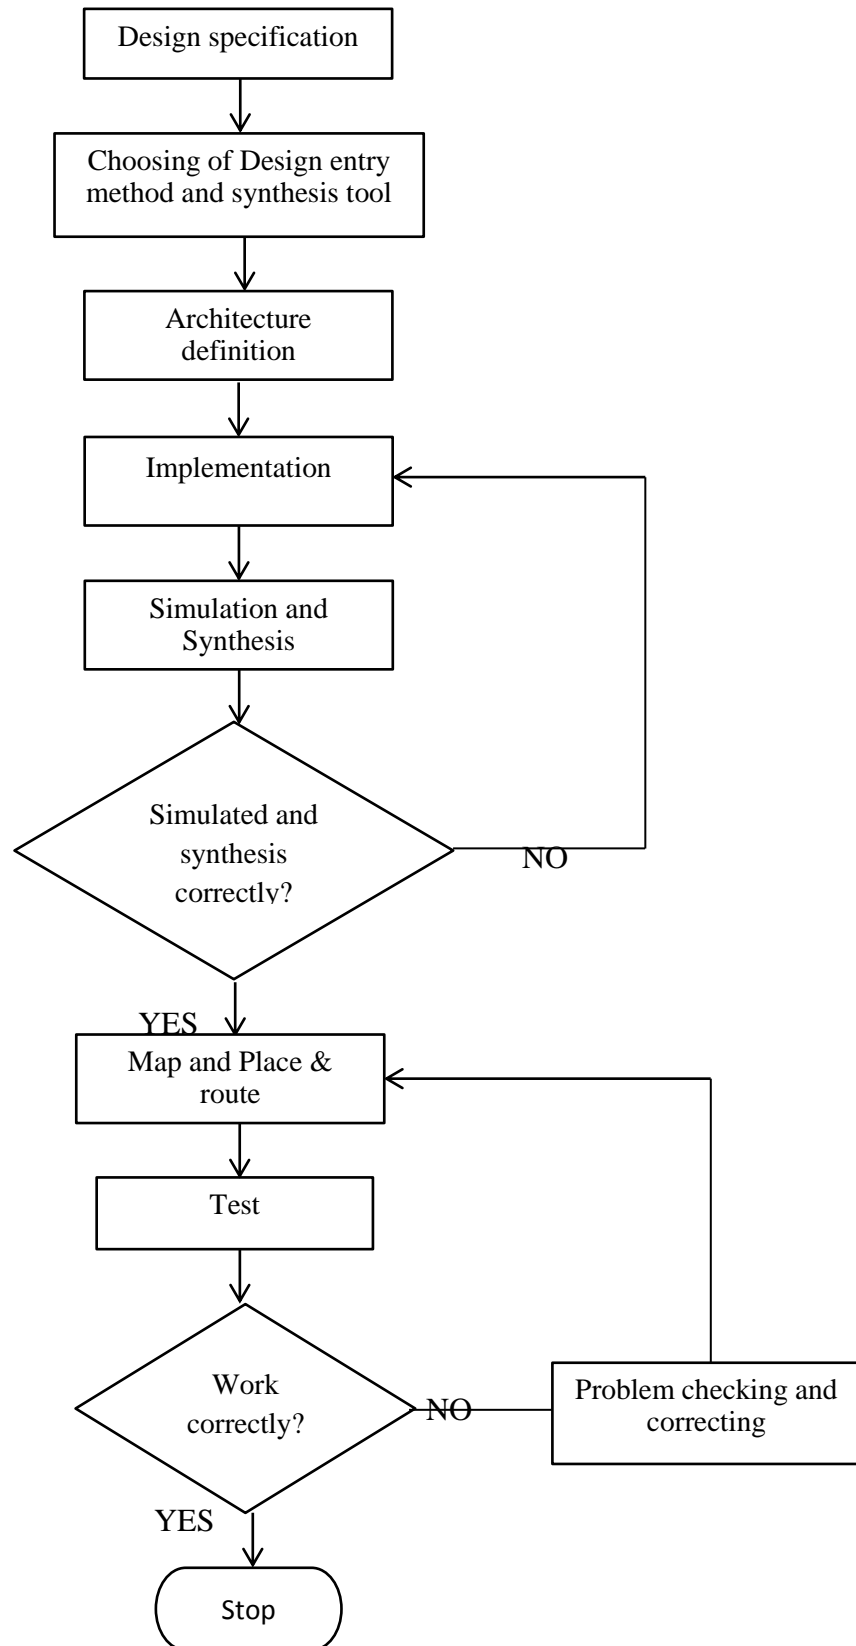 Design specification
Choosing of Design entry
method and synthesis tool
Architecture
definition
Implementation
Simulation and
Synthesis
Simulated and
synthesis
correctly?
NO
YES
Map and Place &
route
Test
Work
correctly?
NO
Problem checking and
correcting
YES
Stop